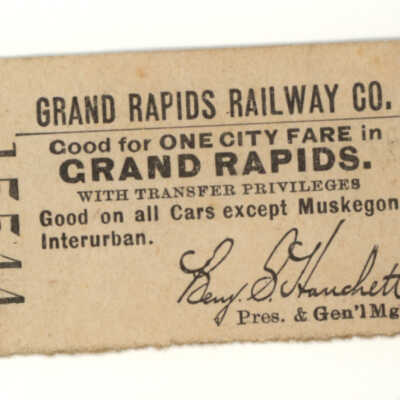 GRAND RAPIDS RAILWAY CO.
Good for ONE CITY FARE in
GRAND RAPIDS.
WITH TRANSFER PRIVILEGES
Good on all Cars except Muskegon
Interurban.
Benj. S. Hanchett
Pres. & Gen'l Mg